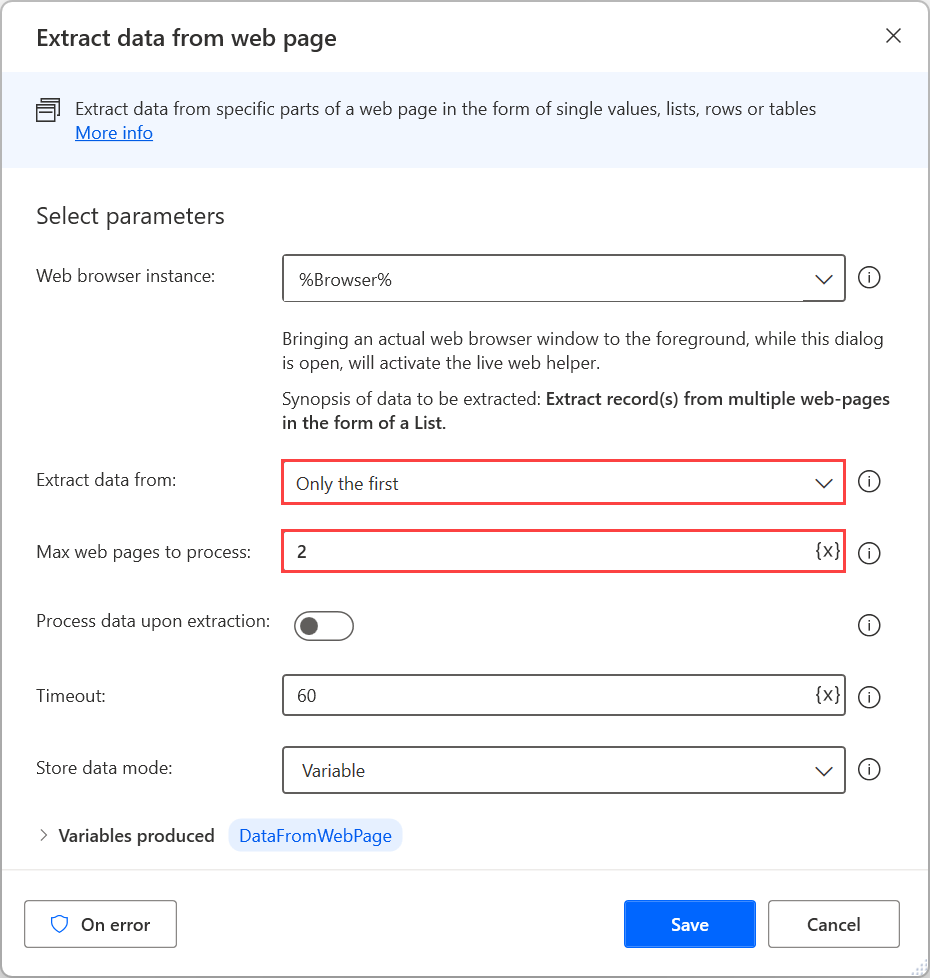 Extract data from web page
Extract data from specific parts of a web page in the form of single values, lists, rows or tables
More info
Select parameters
Web browser instance:
%Browser%
Bringing an actual web browser window to the foreground, while this dialog
is open, will activate the live web helper.
Synopsis of data to be extracted: Extract record(s) from multiple web-pages
in the form of a List.
Extract data from:
Only the first
Max web pages to process:
2 {x}
Process data upon extraction:
Timeout:
60 {x}
Store data mode:
Variable
Variables produced DataFromWebPage
On error Save Cancel